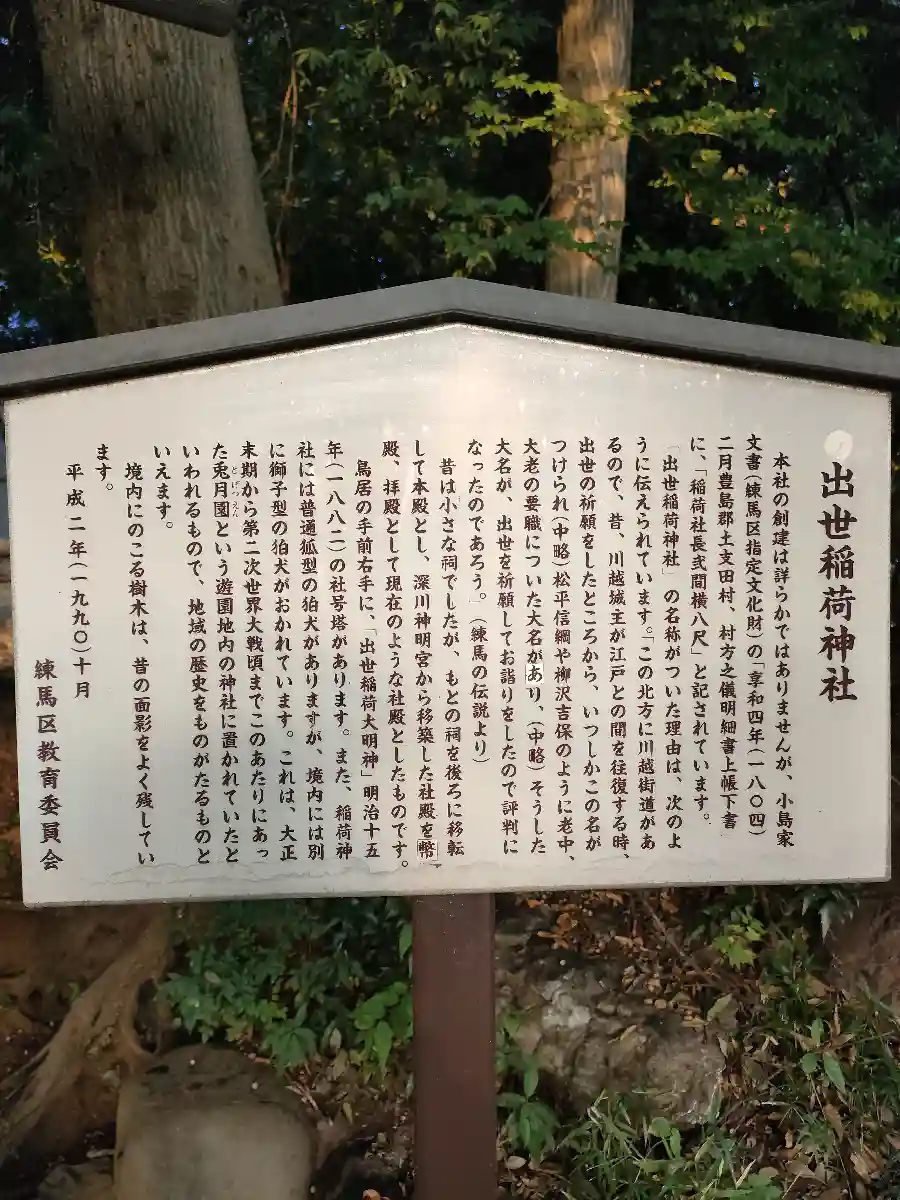 出世稲荷神社
本社の創建は詳らかではありませんが、小島家
文書(練馬区指定文化財)の「享和四年(一八〇四)
二月豊島郡土支田村、村方之儀明細書上帳下書
に、「稲荷社長弐間横八尺」と記されています。
「出世稲荷神社」の名称がついた理由は、次のよ
うに伝えられています。「この北方に川越街道があ
るので、昔、川越城主が江戸との間を往復する時、
出世の祈願をしたところから、いつしかこの名が
つけられ(中略)松平信綱や柳沢吉保のように老中、
大老の要職についた大名があり、(中略)そうした
大名が、出世を祈願してお詣りをしたので評判に
なったのであろう。」(練馬の伝説より)
昔は小さな祠でしたが、もとの祠を後ろに移転
して本殿とし、深川神明宮から移築した社殿を幣
殿、拝殿として現在のような社殿としたものです。
鳥居の手前右手に、「出世稲荷大明神」明治十五
年(一八八二)の社号塔があります。また、稲荷神
社には普通狐型の狛犬がありますが、境内には別
に獅子型の狛犬がおかれています。これは、大正
末期から第二次世界大戦頃までこのあたりにあっ
た兎月園という遊園地内の神社に置かれていたと
とげつえん
いわれるもので、地域の歴史をものがたるものと
いえます。
境内にのこる樹木は、昔の面影をよく残してい
ます。
平成二年(一九九〇)十月
練馬区教育委員会